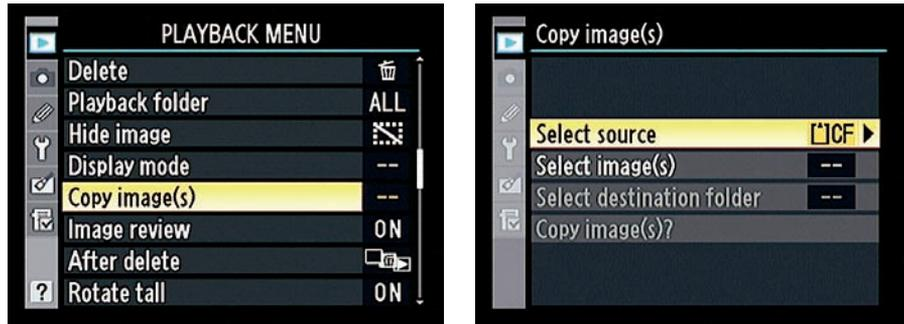 PLAYBACK MENU
Delete
Playback folder ALL
Hide image
Display mode --
Copy image(s) --
Image review ON
After delete
? Rotate tall ON
Copy image(s)
Select source CF
Select image(s) --
Select destination folder --
Copy image(s)?